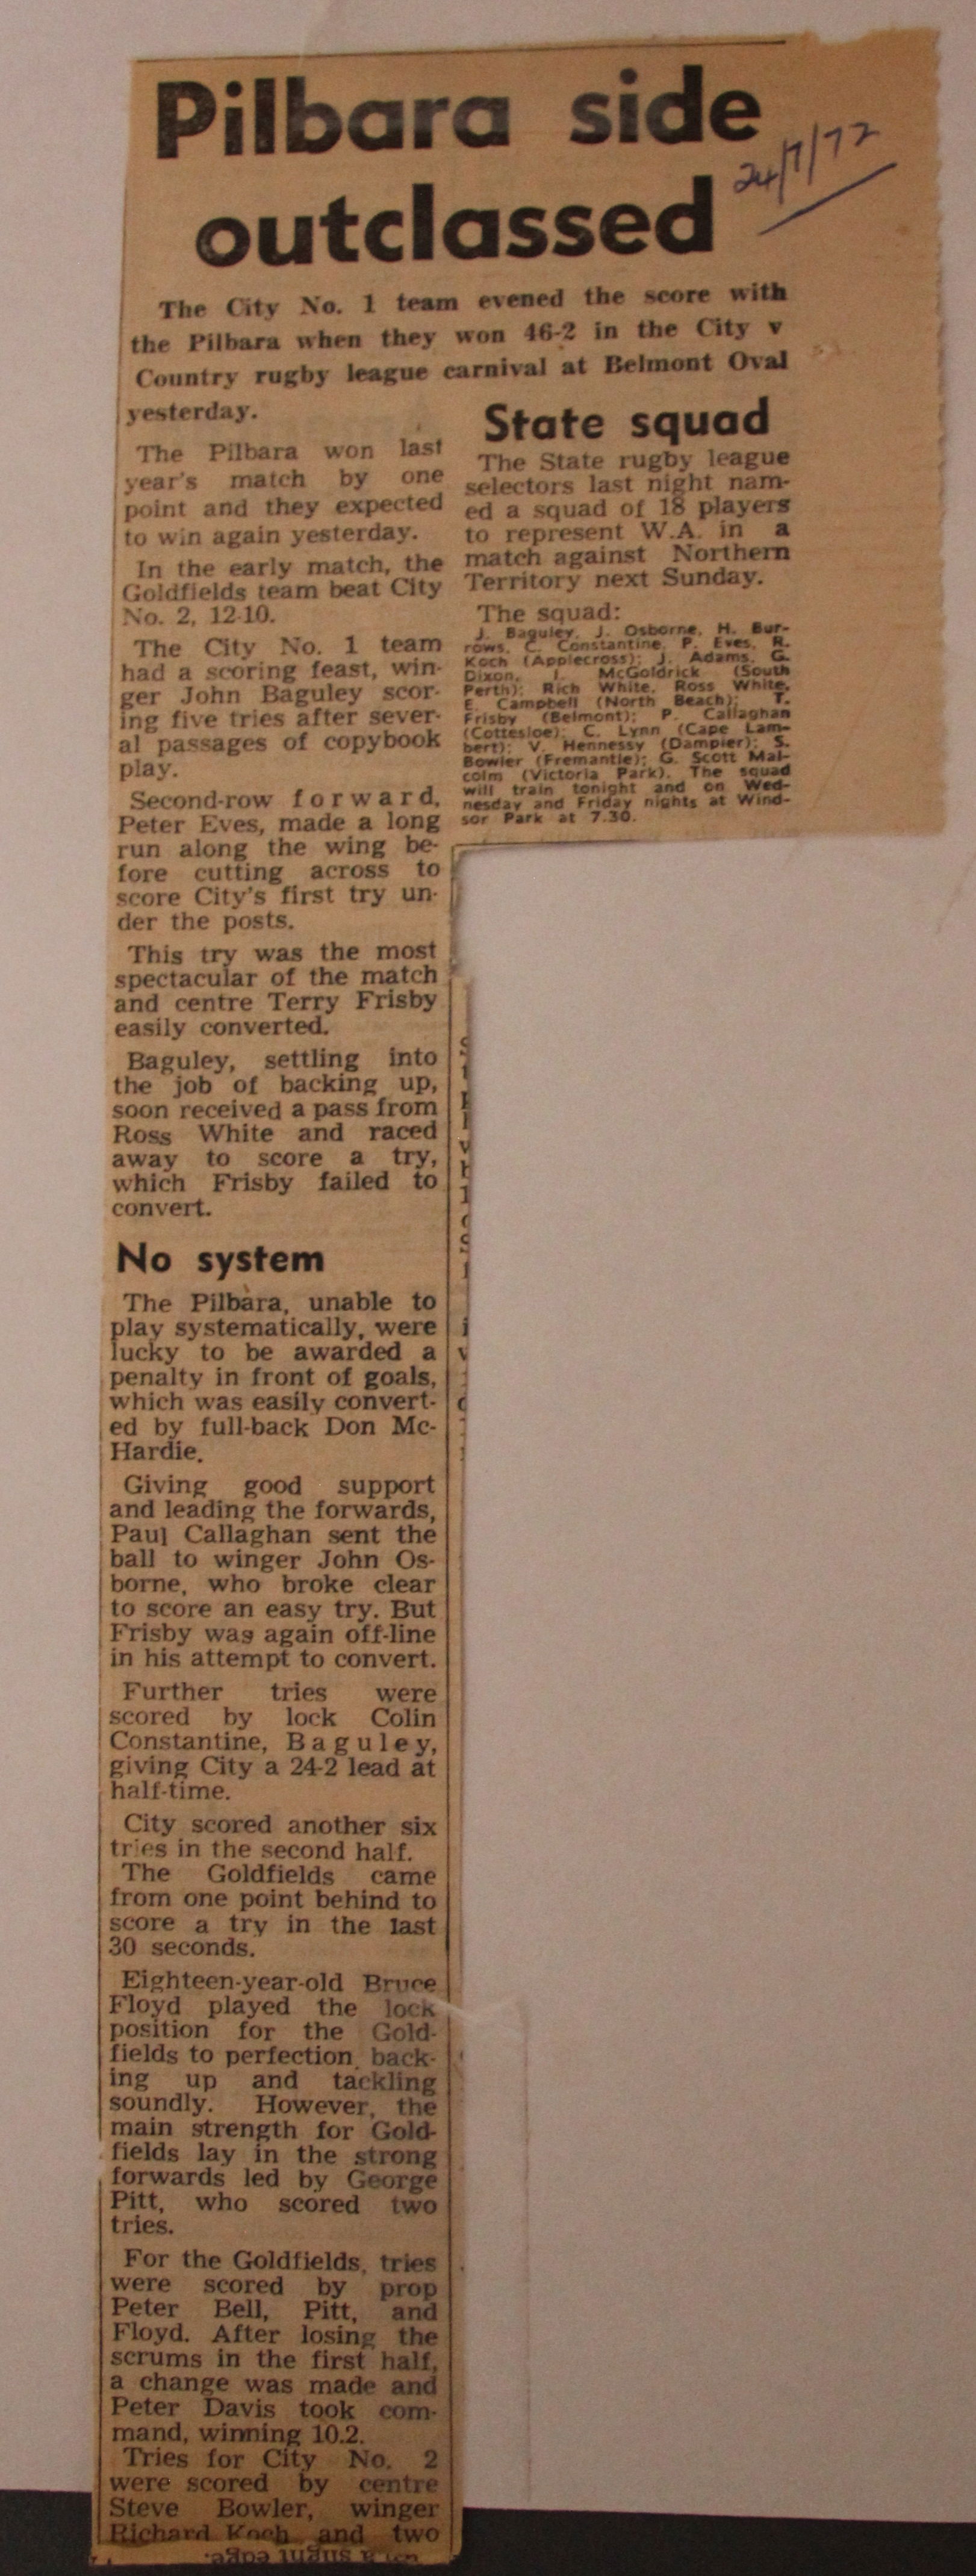 Pilbara side
outclassed
24/7/72
The City No. 1 team evened the score with
the Pilbara when they won 46-2 in the City v
Country rugby league carnival at Belmont Oval
yesterday.
The Pilbara won last
year's match by one
point and they expected
to win again yesterday.
In the early match, the
Goldfields team beat City
No. 2, 12-10.
The City No. 1 team
had a scoring feast, win-
ger John Baguley scor-
ing five tries after sever-
al passages of copybook
play.
Second-row forward,
Peter Eves, made a long
run along the wing be-
fore cutting across to
score City's first try un-
der the posts.
This try was the most
spectacular of the match
and centre Terry Frisby
easily converted.
Baguley, settling into
the job of backing up,
soon received a pass from
Ross White and raced
away to score a try,
which Frisby failed to
convert.
No system
The Pilbara, unable to
play systematically, were
lucky to be awarded a
penalty in front of goals,
which was easily convert-
ed by full-back Don Mc-
Hardie.
Giving good support
and leading the forwards,
Paul Callaghan sent the
ball to winger John Os-
borne, who broke clear
to score an easy try. But
Frisby was again off-line
in his attempt to convert.
Further tries were
scored by lock Colin
Constantine, Baguley,
giving City a 24-2 lead at
half-time.
City scored another six
tries in the second half.
The Goldfields came
from one point behind to
score a try in the last
30 seconds.
Eighteen-year-old Bruce
Floyd played the lock
position for the Gold-
fields to perfection, back-
ing up and tackling
soundly. However, the
main strength for Gold-
fields lay in the strong
forwards led by George
Pitt, who scored two
tries.
For the Goldfields, tries
were scored by prop
Peter Bell, Pitt, and
Floyd. After losing the
scrums in the first half,
a change was made and
Peter Davis took com-
mand, winning 10.2.
Tries for City No. 2
were scored by centre
Steve Bowler, winger
Richard Koch and two
State squad
The State rugby league
selectors last night nam-
ed a squad of 18 players
to represent W.A. in a
match against Northern
Territory next Sunday.
The squad:
J. Baguley, J. Osborne, H. Bur-
rows, C. Constantine, P. Eves, R.
Koch (Applecross); J. Adams, G.
Dixon, I. McGoldrick (South
Perth); Rich White, Ross White,
E. Campbell (North Beach); T.
Frisby (Belmont); P. Callaghan
(Cottesloe); C. Lynn (Cape Lam-
bert); V. Hennessy (Dampier); S.
Bowler (Fremantle); G. Scott Mal-
colm (Victoria Park). The squad
will train tonight and on Wed-
nesday and Friday nights at Wind-
sor Park at 7.30.